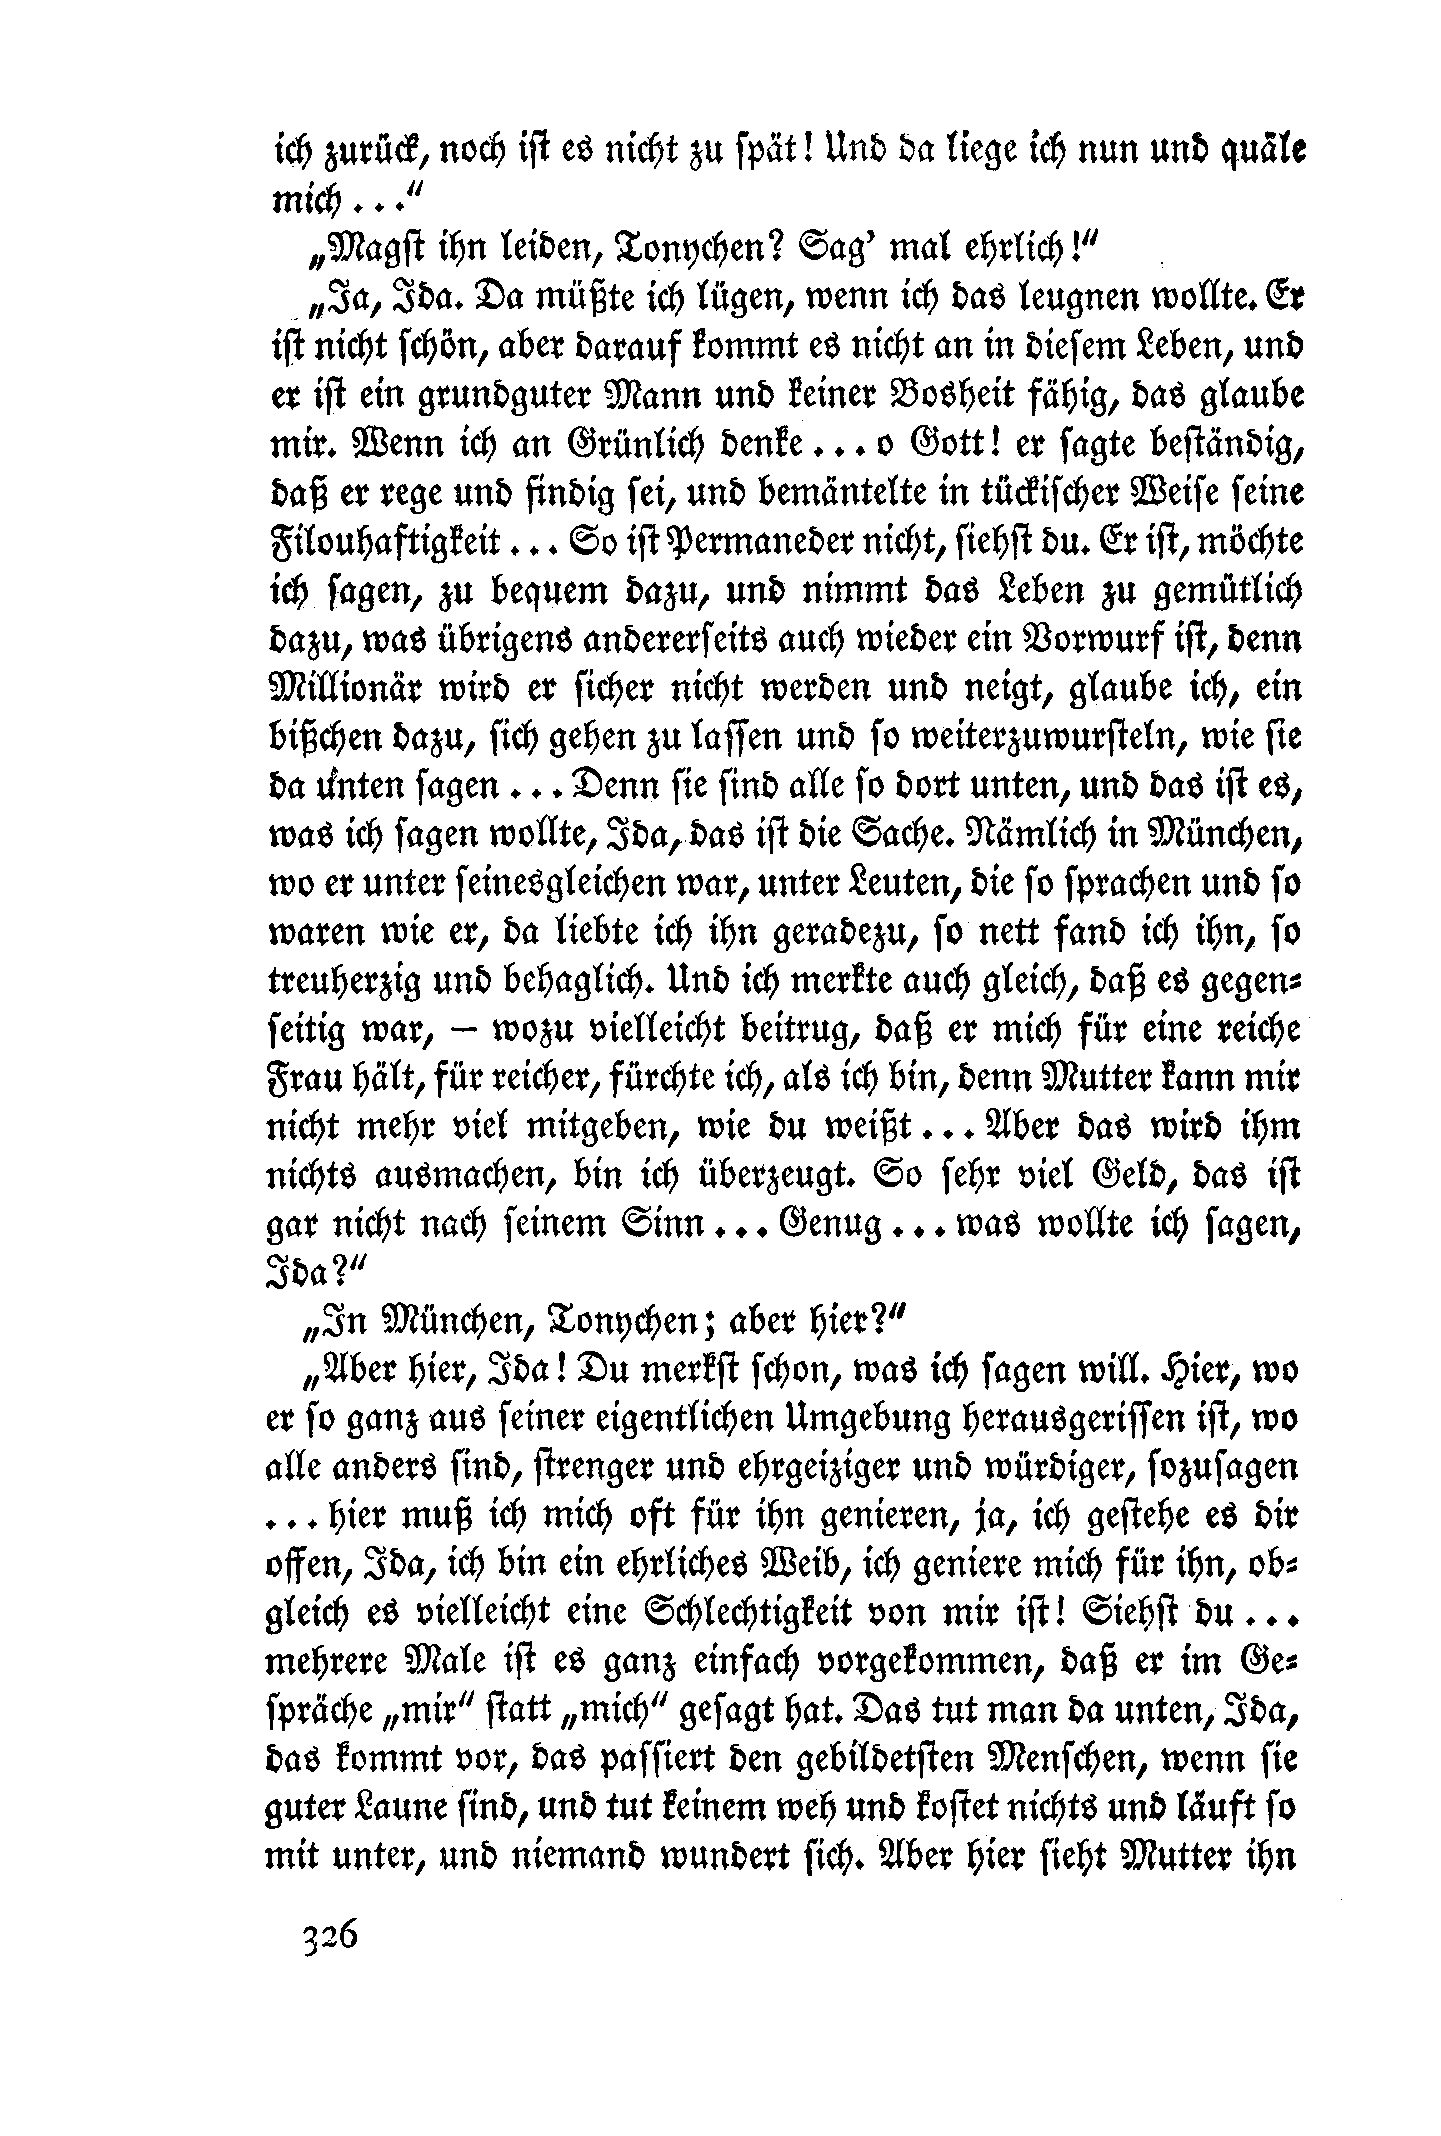 ich zurück, noch ist es nicht zu spät! Und da liege ich nun und quäle
mich . . .“
„Magst ihn leiden, Tonychen? Sag’ mal ehrlich!“
„Ja, Ida. Da müßte ich lügen, wenn ich das leugnen wollte. Er
ist nicht schön, aber darauf kommt es nicht an in diesem Leben, und
er ist ein grundguter Mann und keiner Bosheit fähig, das glaube
mir. Wenn ich an Grünlich denke . . . o Gott! er sagte beständig,
daß er rege und findig sei, und bemäntelte in tückischer Weise seine
Filouhaftigkeit . . . So ist Permaneder nicht, siehst du. Er ist, möchte
ich sagen, zu bequem dazu, und nimmt das Leben zu gemütlich
dazu, was übrigens andererseits auch wieder ein Vorwurf ist, denn
Millionär wird er sicher nicht werden und neigt, glaube ich, ein
bißchen dazu, sich gehen zu lassen und so weiterzuwursteln, wie sie
da unten sagen . . . Denn sie sind alle so dort unten, und das ist es,
was ich sagen wollte, Ida, das ist die Sache. Nämlich in München,
wo er unter seinesgleichen war, unter Leuten, die so sprachen und so
waren wie er, da liebte ich ihn geradezu, so nett fand ich ihn, so
treuherzig und behaglich. Und ich merkte auch gleich, daß es gegen-
seitig war, — wozu vielleicht beitrug, daß er mich für eine reiche
Frau hält, für reicher, fürchte ich, als ich bin, denn Mutter kann mir
nicht mehr viel mitgeben, wie du weißt . . . Aber das wird ihm
nichts ausmachen, bin ich überzeugt. So sehr viel Geld, das ist
gar nicht nach seinem Sinn . . . Genug . . . was wollte ich sagen,
Ida?“
„In München, Tonychen; aber hier?“
„Aber hier, Ida! Du merkst schon, was ich sagen will. Hier, wo
er so ganz aus seiner eigentlichen Umgebung herausgerissen ist, wo
alle anders sind, strenger und ehrgeiziger und würdiger, sozusagen
. . . hier muß ich mich oft für ihn genieren, ja, ich gestehe es dir
offen, Ida, ich bin ein ehrliches Weib, ich geniere mich für ihn, ob-
gleich es vielleicht eine Schlechtigkeit von mir ist! Siehst du . . .
mehrere Male ist es ganz einfach vorgekommen, daß er im Ge-
spräche „mir“ statt „mich“ gesagt hat. Das tut man da unten, Ida,
das kommt vor, das passiert den gebildetsten Menschen, wenn sie
guter Laune sind, und tut keinem weh und kostet nichts und läuft so
mit unter, und niemand wundert sich. Aber hier sieht Mutter ihn
326